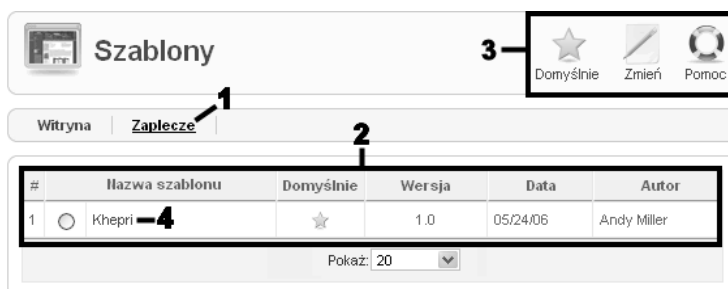 Szablony
3
Domyślnie Zmień Pomoc
1
Witryna Zaplecze
2
# Nazwa szablonu Domyślnie Wersja Data Autor
1 Khepri 4 1.0 05/24/06 Andy Miller
Pokaż: 20